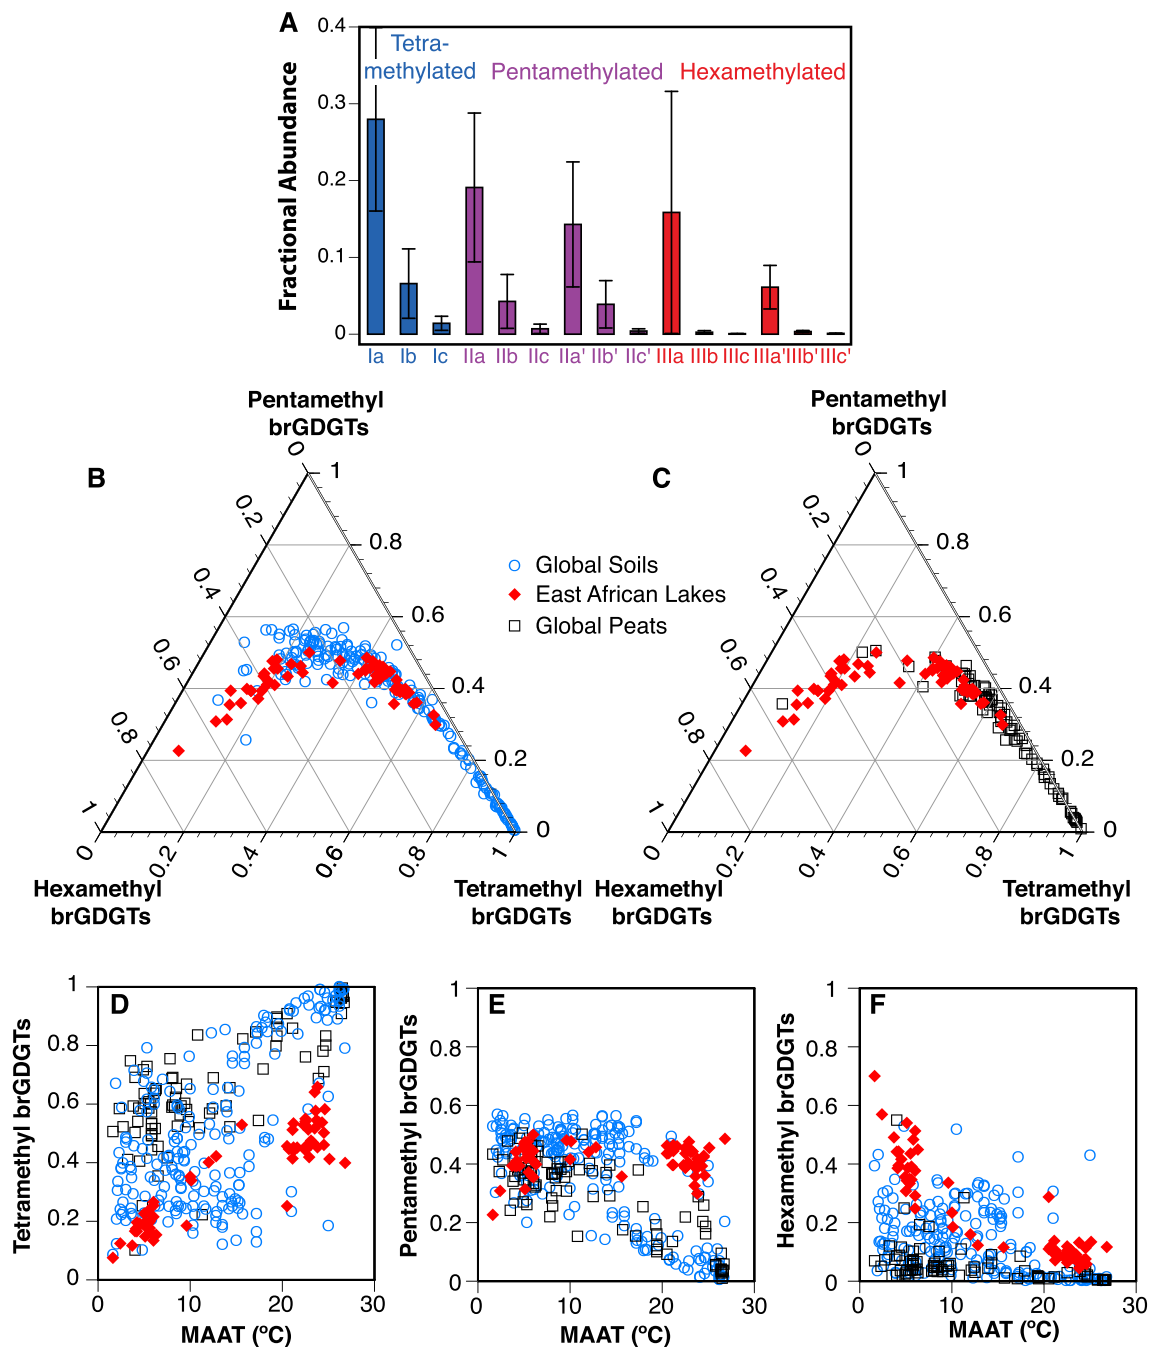 A
0.4
0.3
0.2
0.1
0
Fractional Abundance
Tetra-
methylated
Pentamethylated
Hexamethylated
Ia Ib Ic IIa IIb IIc IIa' IIb' IIc' IIIa IIIb IIIc IIIa' IIIb' IIIc'
B
Pentamethyl
brGDGTs
0 0.2 0.4 0.6 0.8 1
1 0.8 0.6 0.4 0.2 0
0 0.2 0.4 0.6 0.8 1
Hexamethyl
brGDGTs
Tetramethyl
brGDGTs
Global Soils
East African Lakes
Global Peats
C
Pentamethyl
brGDGTs
0 0.2 0.4 0.6 0.8 1
1 0.8 0.6 0.4 0.2 0
0 0.2 0.4 0.6 0.8 1
Hexamethyl
brGDGTs
Tetramethyl
brGDGTs
D
Tetramethyl brGDGTs
1
0.8
0.6
0.4
0.2
0
0 10 20 30
MAAT (ºC)
E
Pentamethyl brGDGTs
1
0.8
0.6
0.4
0.2
0
0 10 20 30
MAAT (ºC)
F
Hexamethyl brGDGTs
1
0.8
0.6
0.4
0.2
0
0 10 20 30
MAAT (ºC)